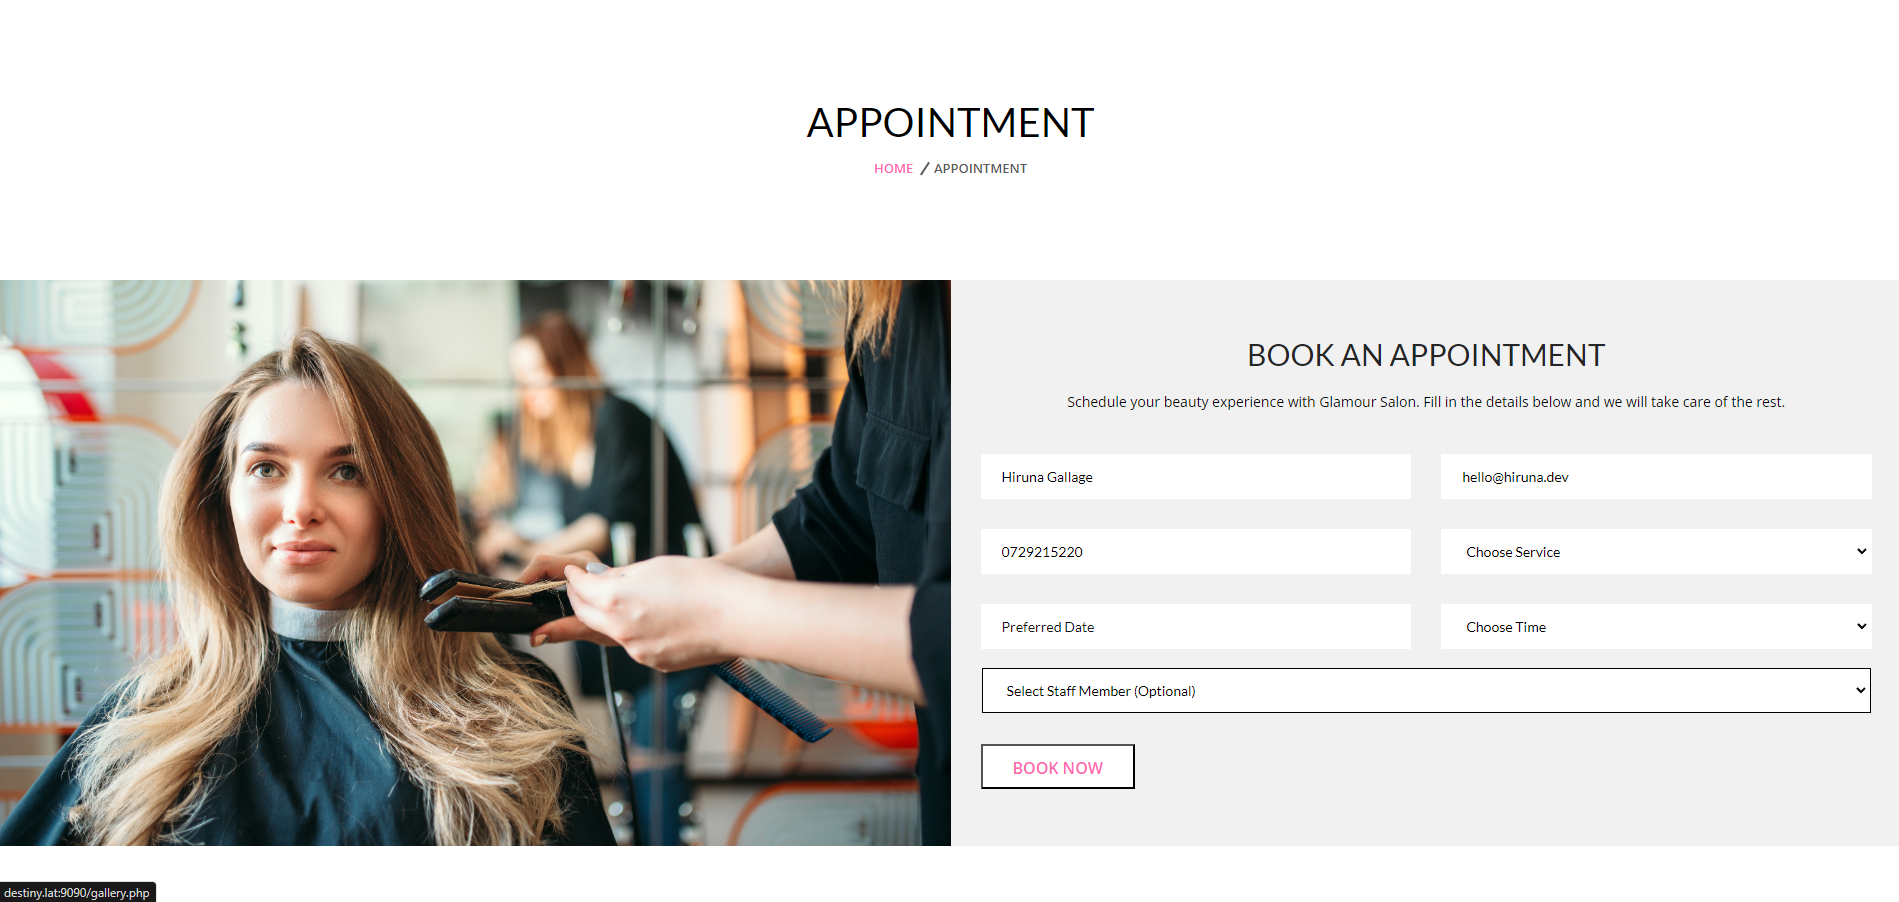 APPOINTMENT
HOME / APPOINTMENT
BOOK AN APPOINTMENT
Schedule your beauty experience with Glamour Salon. Fill in the details below and we will take care of the rest.
Hiruna Gallage
hello@hiruna.dev
0729215220
Choose Service
Preferred Date
Choose Time
Select Staff Member (Optional)
BOOK NOW
destiny.lat:9090/gallery.php